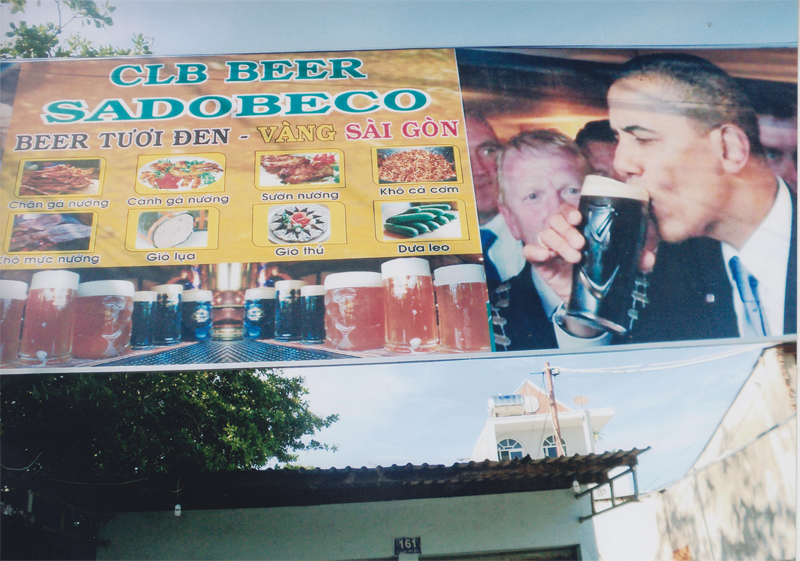 CLB BEER
SADOBECO
BEER TƯƠI ĐEN - VÀNG SÀI GÒN
Chân gà nướng Canh gà nướng Sườn nướng Khô cá cơm
Khô mực nướng Giò lụa Giò thủ Dưa leo
161